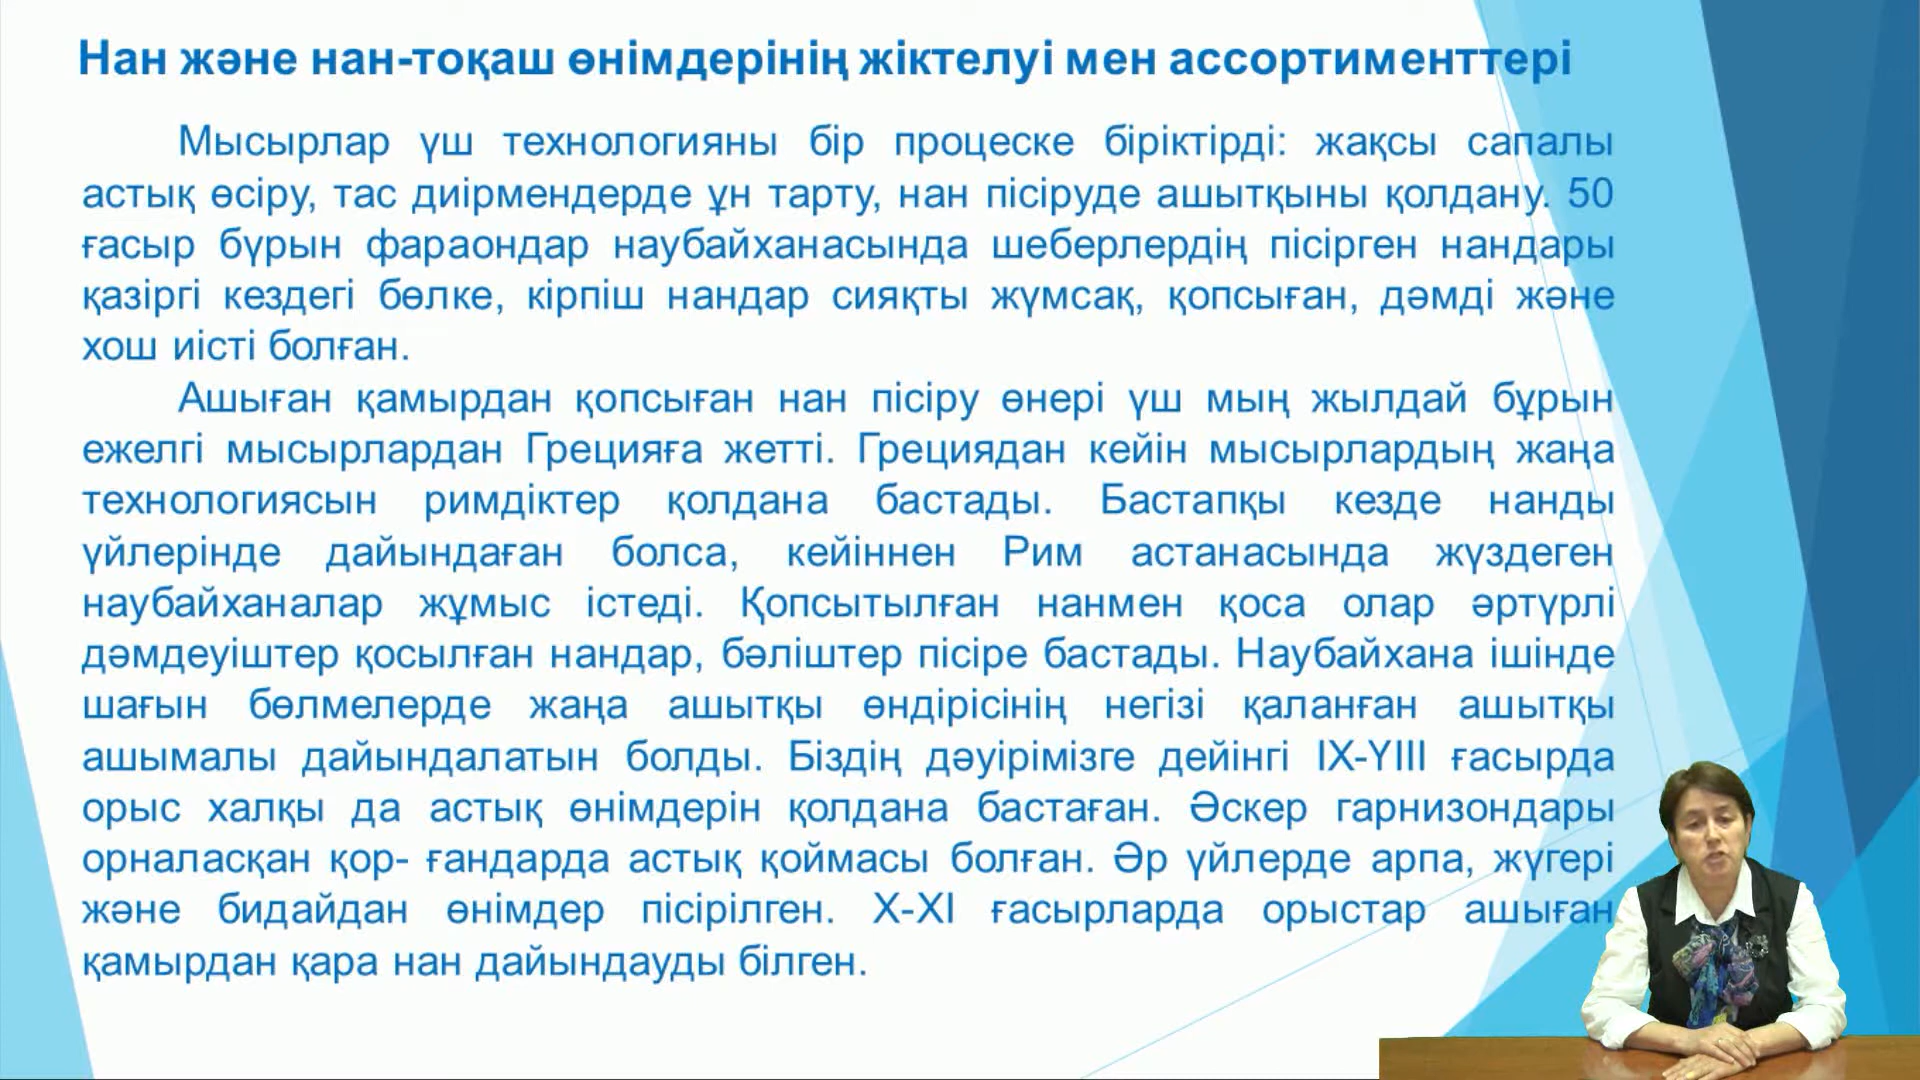 Нан және нан-тоқаш өнімдерінің жіктелуі мен ассортименттері
Мысырлар үш технологияны бір процеске біріктірді: жақсы сапалы
астық өсіру, тас диірмендерде ұн тарту, нан пісіруде ашытқыны қолдану. 50
ғасыр бүрын фараондар наубайханасында шеберлердің пісірген нандары
қазіргі кездегі бөлке, кірпіш нандар сияқты жүмсақ, қопсыған, дәмді және
хош иісті болған.
Ашыған қамырдан қопсыған нан пісіру өнері үш мың жылдай бұрын
ежелгі мысырлардан Грецияға жетті. Грециядан кейін мысырлардың жаңа
технологиясын римдіктер қолдана бастады. Бастапқы кезде нанды
үйлерінде дайындаған болса, кейіннен Рим астанасында жүздеген
наубайханалар жұмыс істеді. Қопсытылған нанмен қоса олар әртүрлі
дәмдеуіштер қосылған нандар, бәліштер пісіре бастады. Наубайхана ішінде
шағын бөлмелерде жаңа ашытқы өндірісінің негізі қаланған ашытқы
ашымалы дайындалатын болды. Біздің дәуірімізге дейінгі IX-YIII ғасырда
орыс халқы да астық өнімдерін қолдана бастаған. Әскер гарнизондары
орналасқан қор- ғандарда астық қоймасы болған. Әр үйлерде арпа, жүгері
және бидайдан өнімдер пісірілген. X-XI ғасырларда орыстар ашыған
қамырдан қара нан дайындауды білген.